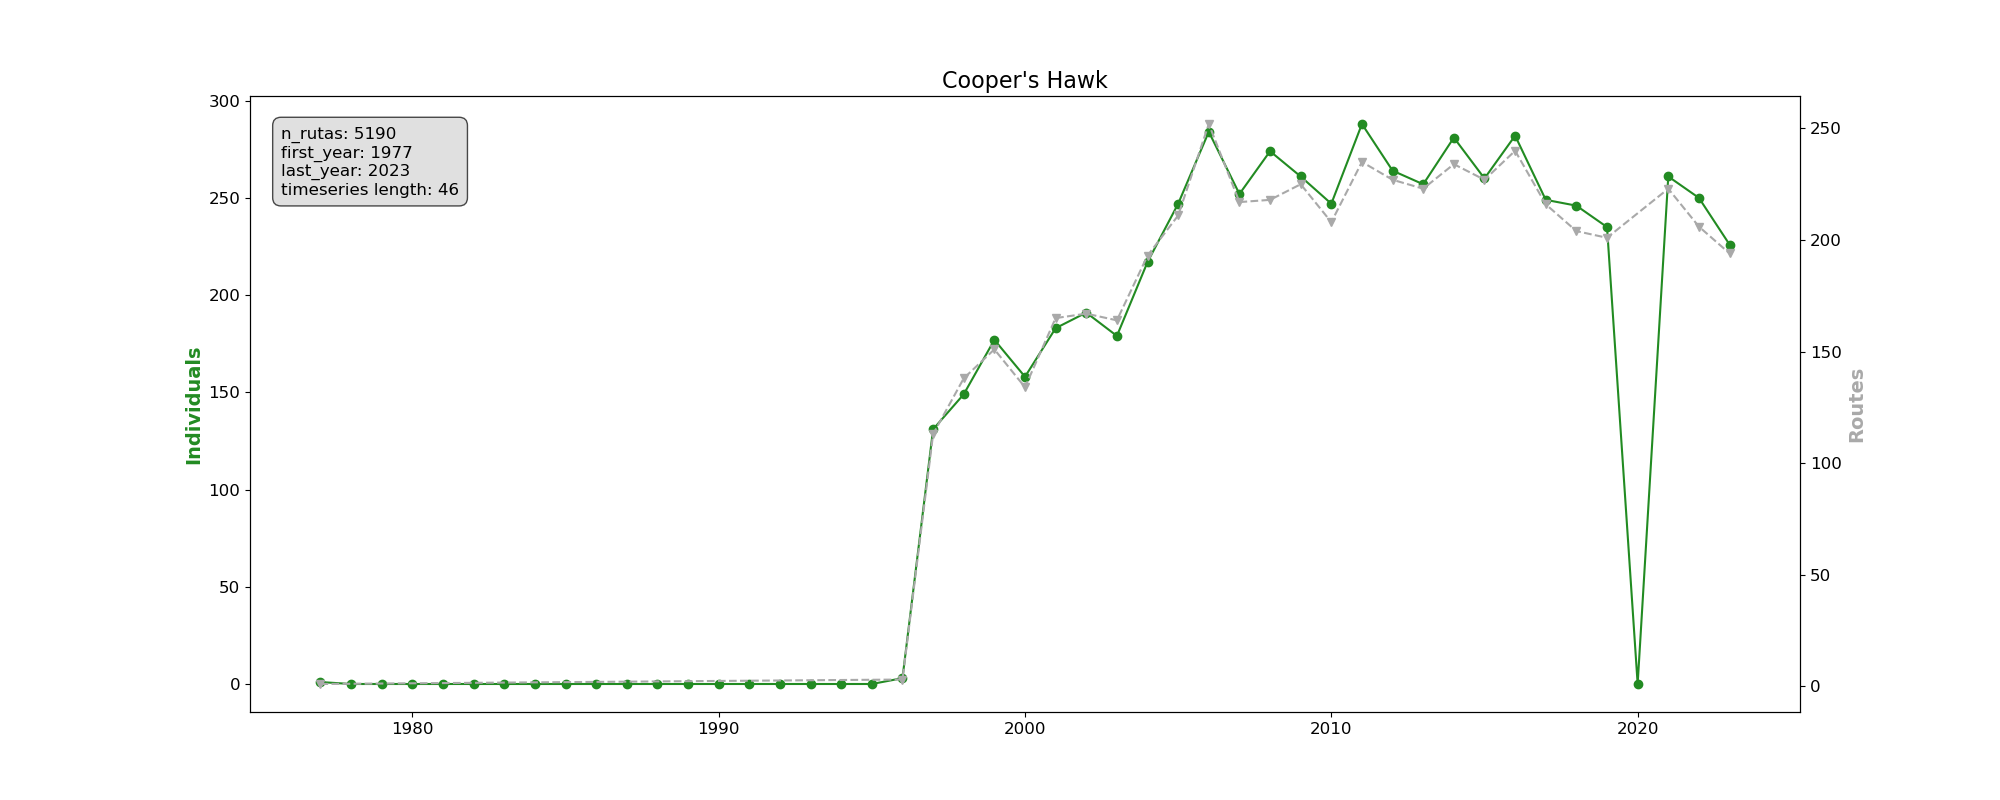 Cooper's Hawk
n_rutas: 5190
first_year: 1977
last_year: 2023
timeseries length: 46
Individuals
300
250
200
150
100
50
0
Routes
250
200
150
100
50
0
1980
1990
2000
2010
2020